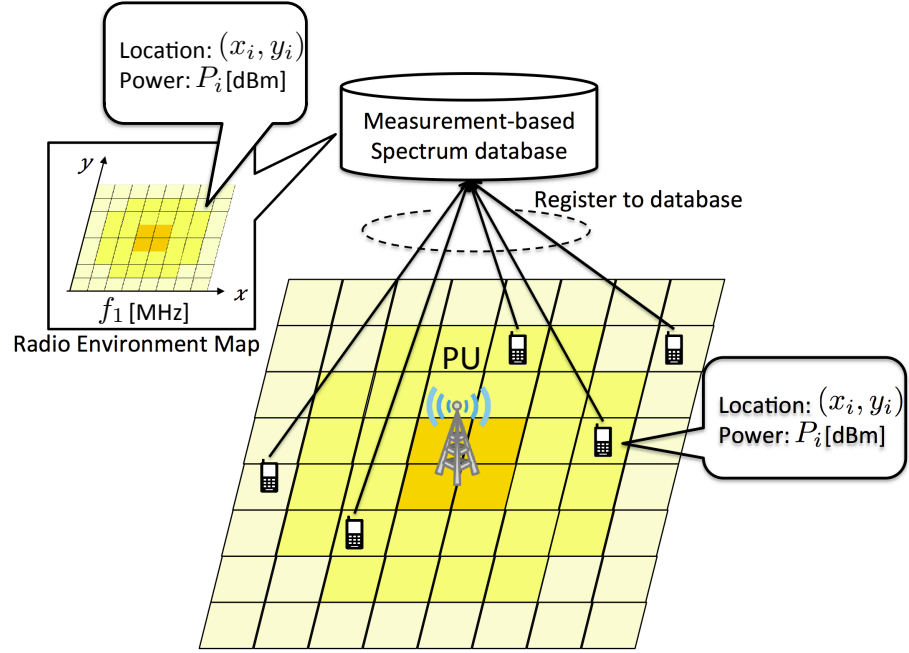 Location: (x_i, y_i)
Power: P_i [dBm]
Measurement-based
Spectrum database
y
x
f_1 [MHz]
Radio Environment Map
Register to database
PU
Location: (x_i, y_i)
Power: P_i [dBm]